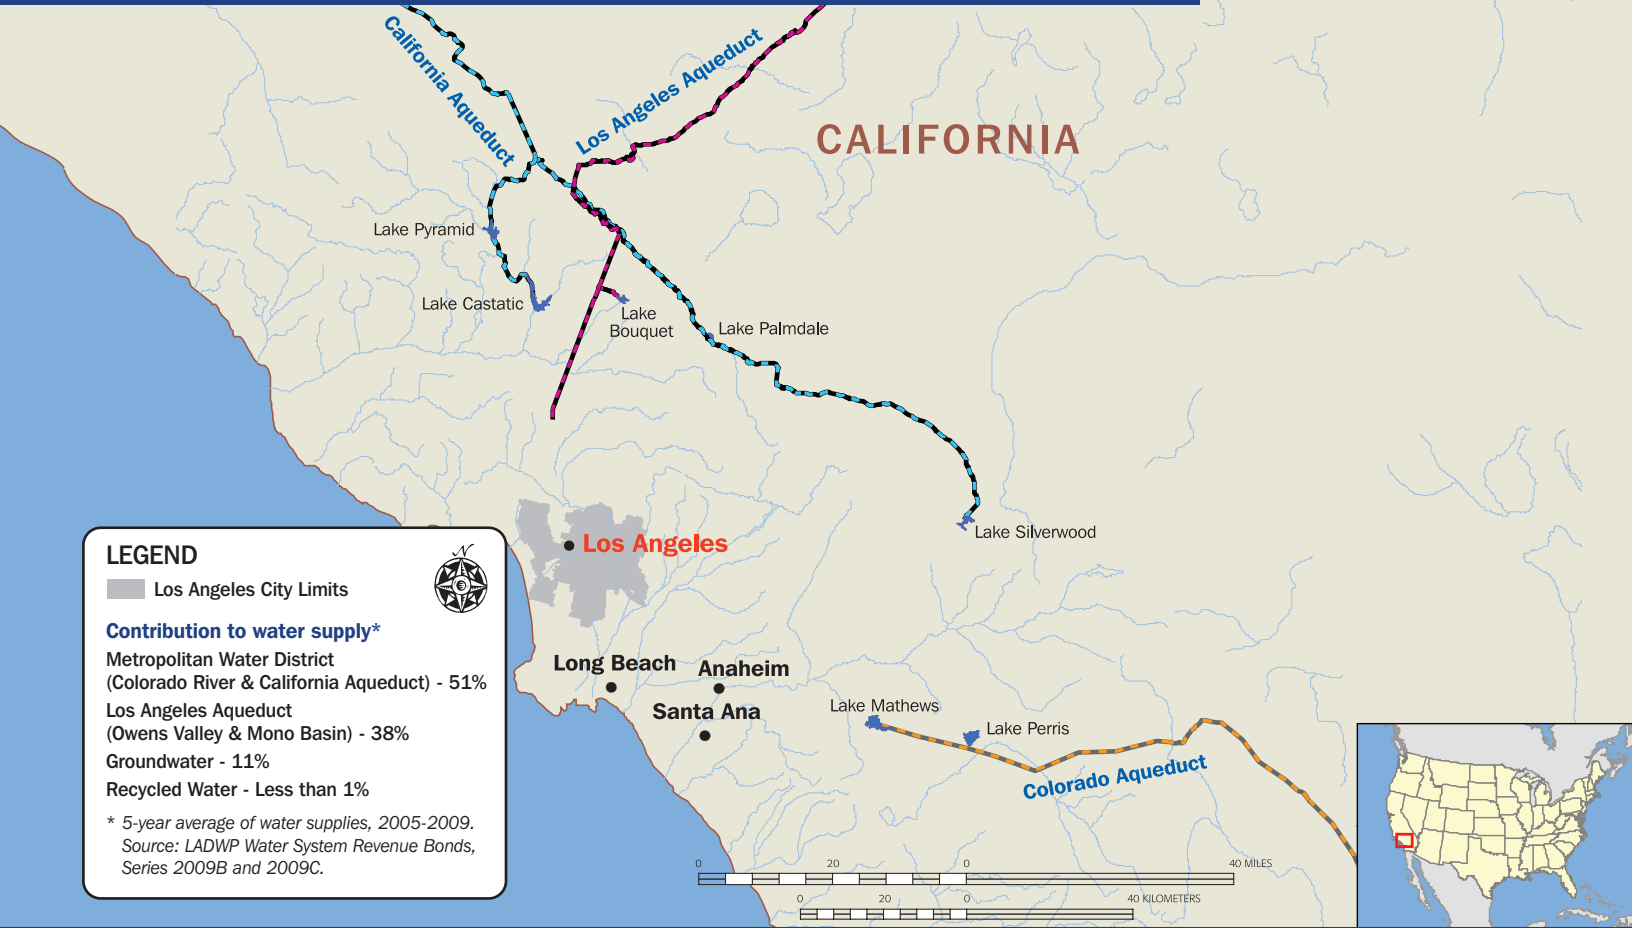 California Aqueduct
Los Angeles Aqueduct
CALIFORNIA
Lake Pyramid
Lake Castatic
Lake
Bouquet
Lake Palmdale
Lake Silverwood
Los Angeles
Long Beach
Anaheim
Santa Ana
Lake Mathews
Lake Perris
Colorado Aqueduct
LEGEND
N
Los Angeles City Limits
Contribution to water supply*
Metropolitan Water District
(Colorado River & California Aqueduct) - 51%
Los Angeles Aqueduct
(Owens Valley & Mono Basin) - 38%
Groundwater - 11%
Recycled Water - Less than 1%
* 5-year average of water supplies, 2005-2009.
Source: LADWP Water System Revenue Bonds,
Series 2009B and 2009C.
0 20 0 40 MILES
0 20 0 40 KILOMETERS